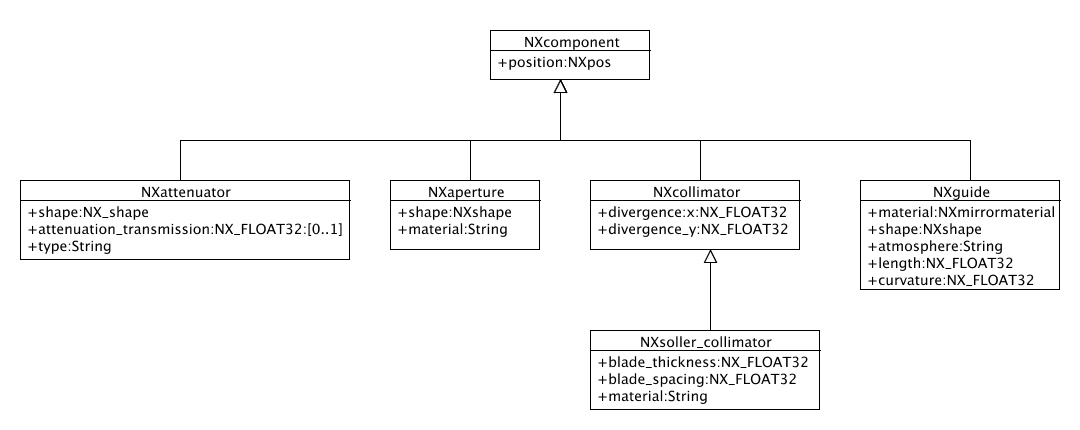 NXcomponent
+position:NXpos
NXattenuator
+shape:NX_shape
+attenuation_transmission:NX_FLOAT32:[0..1]
+type:String
NXaperture
+shape:NXshape
+material:String
NXcollimator
+divergence:x:NX_FLOAT32
+divergence_y:NX_FLOAT32
NXguide
+material:NXmirrormaterial
+shape:NXshape
+atmosphere:String
+length:NX_FLOAT32
+curvature:NX_FLOAT32
NXsoller_collimator
+blade_thickness:NX_FLOAT32
+blade_spacing:NX_FLOAT32
+material:String